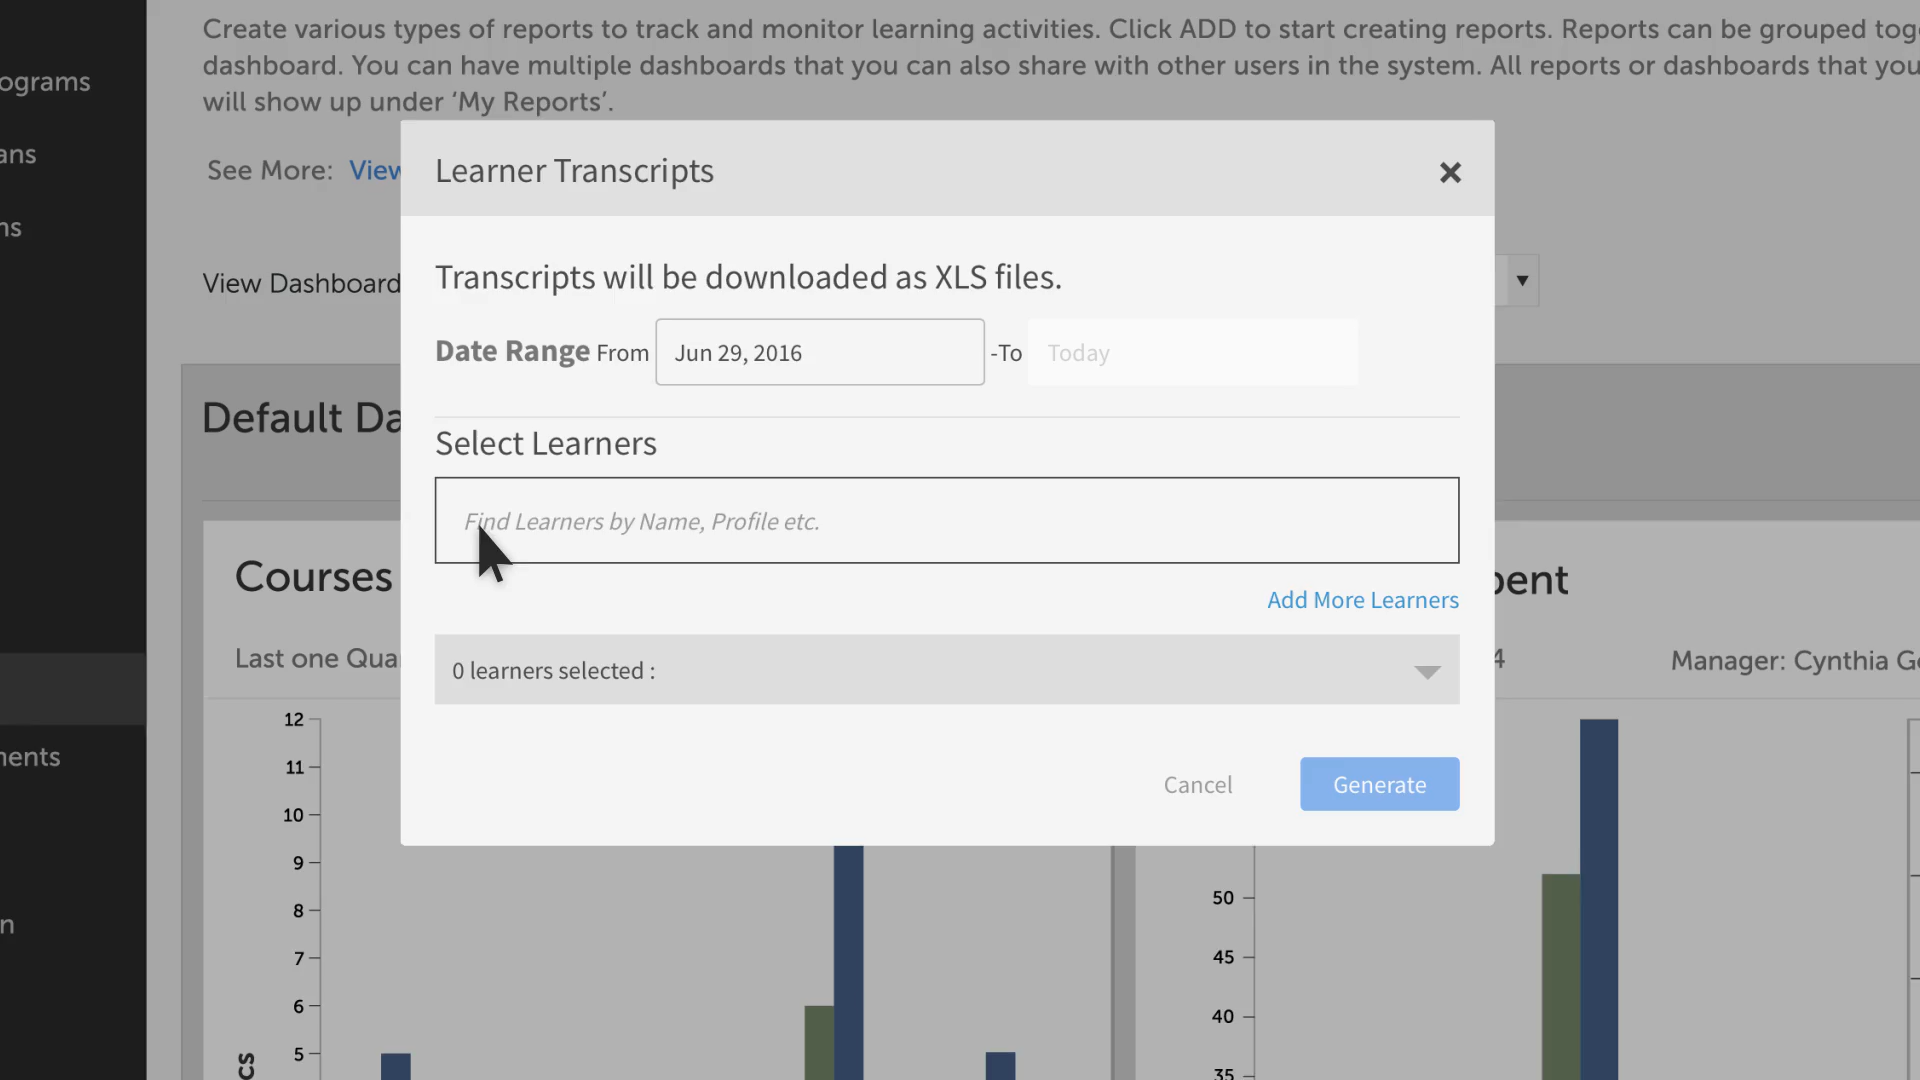 Create various types of reports to track and monitor learning activities. Click ADD to start creating reports. Reports can be grouped tog
dashboard. You can have multiple dashboards that you can also share with other users in the system. All reports or dashboards that you
will show up under ‘My Reports’.
ograms
ans
ns
ments
n
See More: View
View Dashboard
Learner Transcripts
Transcripts will be downloaded as XLS files.
Date Range From Jun 29, 2016 -To Today
Select Learners
Find Learners by Name, Profile etc.
Add More Learners
0 learners selected :
Cancel Generate
Default Da
Courses
Last one Qua
pent
4 Manager: Cynthia G
12
11
10
9
8
7
6
5
cs
50
45
40
35